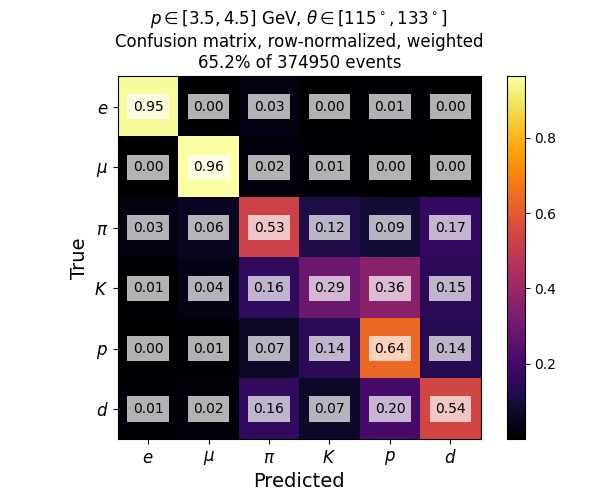 p ∈ [3.5, 4.5] GeV, θ ∈ [115°, 133°]
Confusion matrix, row-normalized, weighted
65.2% of 374950 events
True
e 0.95 0.00 0.03 0.00 0.01 0.00
μ 0.00 0.96 0.02 0.01 0.00 0.00
π 0.03 0.06 0.53 0.12 0.09 0.17
K 0.01 0.04 0.16 0.29 0.36 0.15
p 0.00 0.01 0.07 0.14 0.64 0.14
d 0.01 0.02 0.16 0.07 0.20 0.54
e μ π K p d
Predicted
0.8
0.6
0.4
0.2